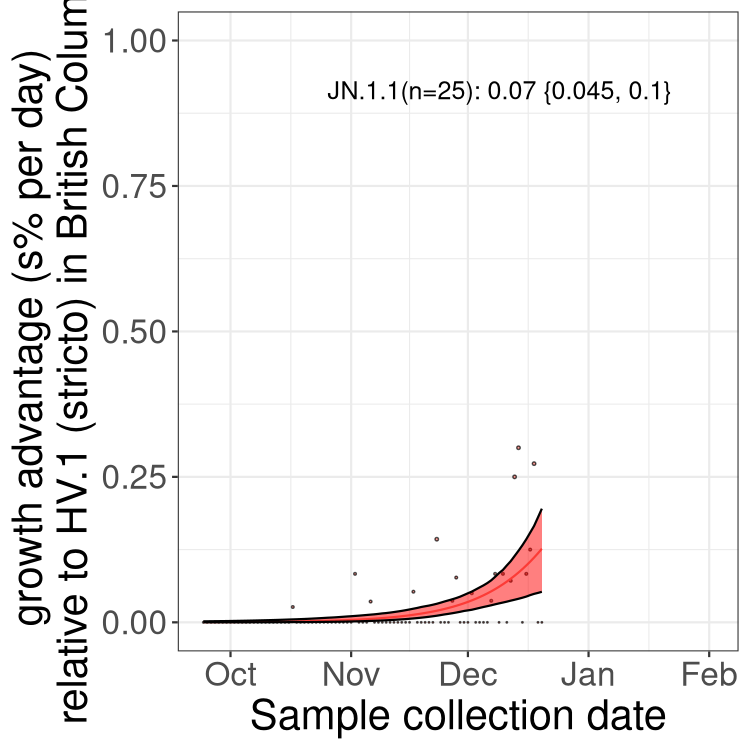 growth advantage (s% per day)
relative to HV.1 (stricto) in British Colum
1.00
0.75
0.50
0.25
0.00
JN.1.1(n=25): 0.07 {0.045, 0.1}
Oct Nov Dec Jan Feb
Sample collection date